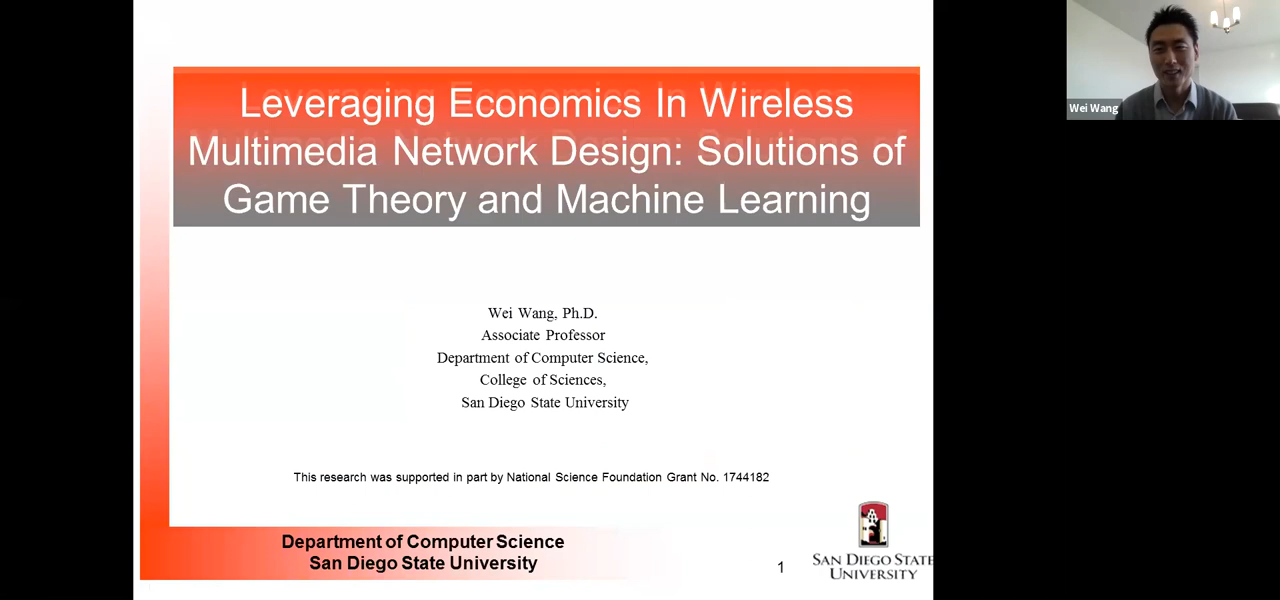 Leveraging Economics In Wireless
Multimedia Network Design: Solutions of
Game Theory and Machine Learning
Wei Wang
Wei Wang, Ph.D.
Associate Professor
Department of Computer Science,
College of Sciences,
San Diego State University
This research was supported in part by National Science Foundation Grant No. 1744182
Department of Computer Science
San Diego State University
1
SAN DIEGO STATE
UNIVERSITY